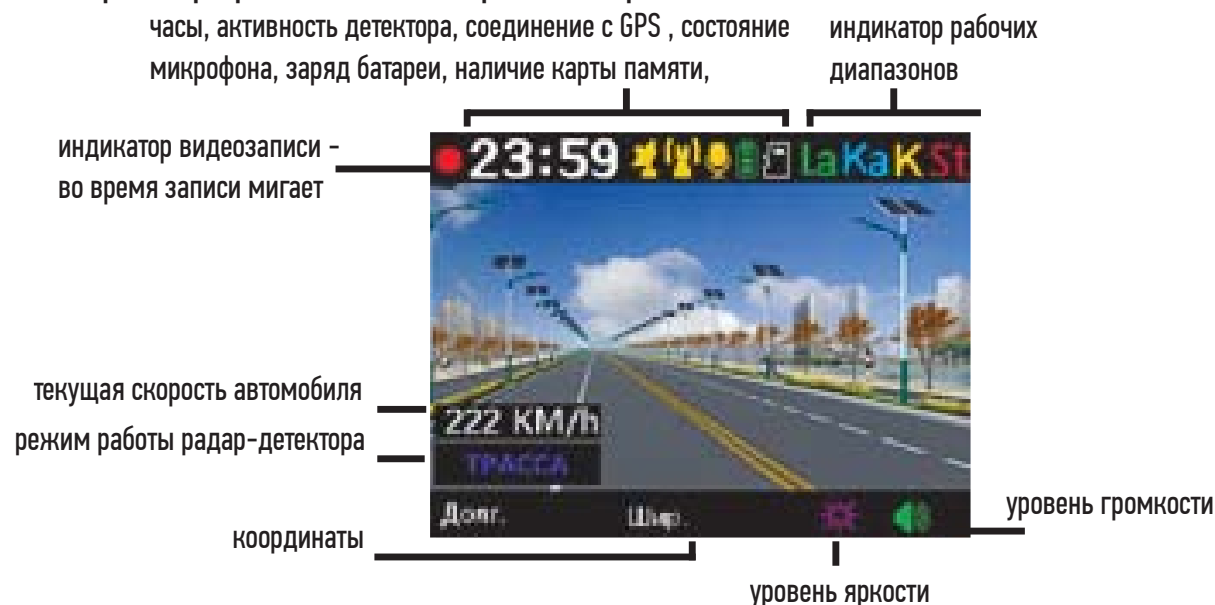 часы, активность детектора, соединение с GPS , состояние
микрофона, заряд батареи, наличие карты памяти,
индикатор рабочих
диапазонов
индикатор видеозаписи -
во время записи мигает
23:59 La Ka K St
текущая скорость автомобиля
222 KM/h
режим работы радар-детектора
ТРАССА
Долг. Шир.
уровень громкости
координаты
уровень яркости